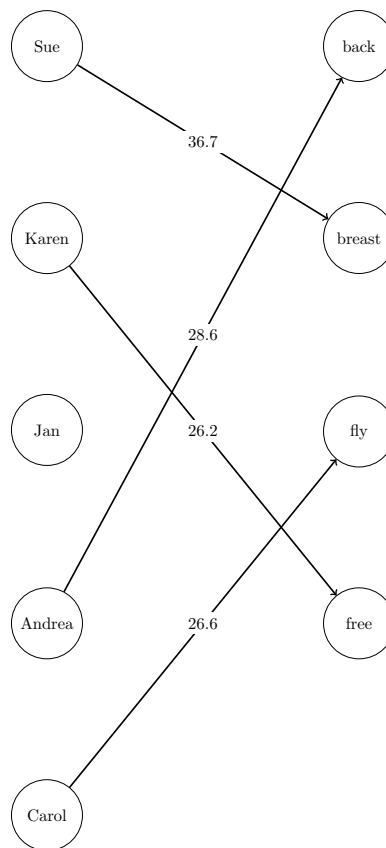 Sue
back
36.7
Karen
breast
28.6
Jan
26.2
fly
Andrea
26.6
free
Carol